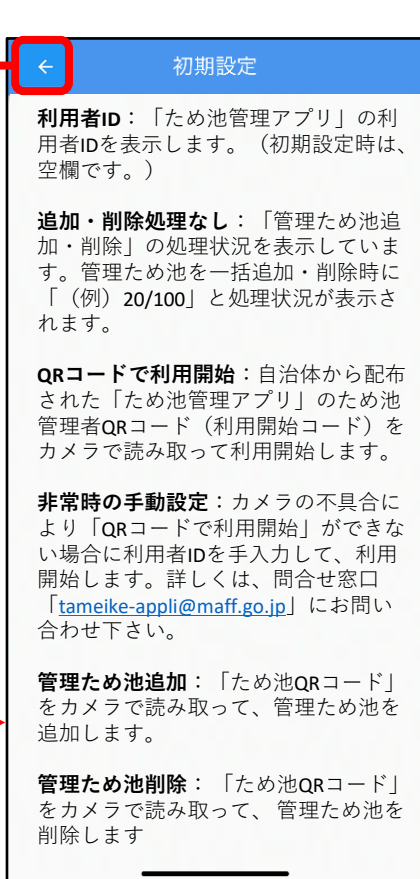 初期設定
利用者ID：「ため池管理アプリ」の利
用者IDを表示します。（初期設定時は、
空欄です。）
追加・削除処理なし：「管理ため池追
加・削除」の処理状況を表示していま
す。管理ため池を一括追加・削除時に
「（例）20/100」と処理状況が表示さ
れます。
QRコードで利用開始：自治体から配布
された「ため池管理アプリ」のため池
管理者QRコード（利用開始コード）を
カメラで読み取って利用開始します。
非常時の手動設定：カメラの不具合に
より「QRコードで利用開始」ができな
い場合に利用者IDを手入力して、利用
開始します。詳しくは、問合せ窓口
「tameike-appli@maff.go.jp」にお問い
合わせ下さい。
管理ため池追加：「ため池QRコード」
をカメラで読み取って、管理ため池を
追加します。
管理ため池削除：「ため池QRコード」
をカメラで読み取って、 管理ため池を
削除します